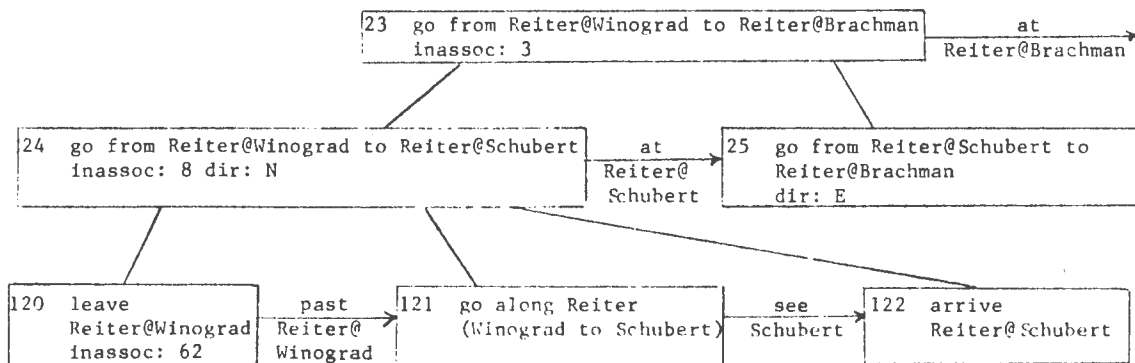 23 go from Reiter@Winograd to Reiter@Brachman
inassoc: 3
at
Reiter@Brachman
24 go from Reiter@Winograd to Reiter@Schubert
inassoc: 8 dir: N
at
Reiter@
Schubert
25 go from Reiter@Schubert to
Reiter@Brachman
dir: E
120 leave
Reiter@Winograd
inassoc: 62
past
Reiter@
Winograd
121 go along Reiter
(Winograd to Schubert)
see
Schubert
122 arrive
Reiter@Schubert